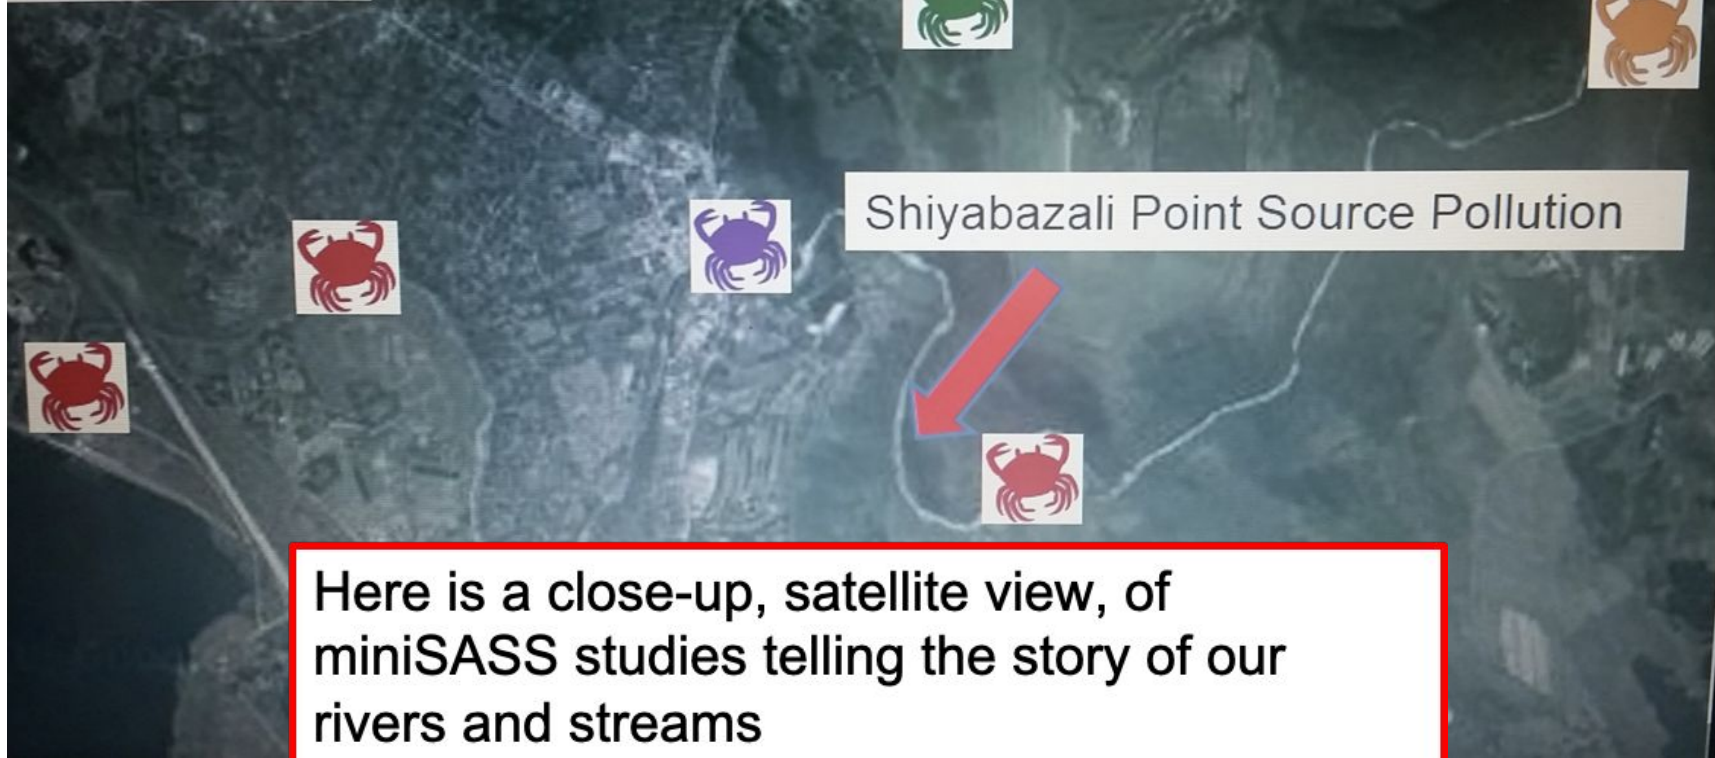 Shiyabazali Point Source Pollution
Here is a close-up, satellite view, of
miniSASS studies telling the story of our
rivers and streams